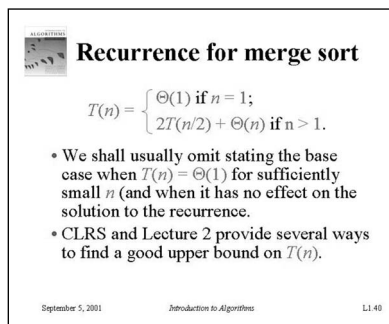 ALGORITHMS
Recurrence for merge sort
T(n) = { Θ(1) if n = 1;
2T(n/2) + Θ(n) if n > 1.
• We shall usually omit stating the base
case when T(n) = Θ(1) for sufficiently
small n (and when it has no effect on the
solution to the recurrence.
• CLRS and Lecture 2 provide several ways
to find a good upper bound on T(n).
September 5, 2001 Introduction to Algorithms L1.40